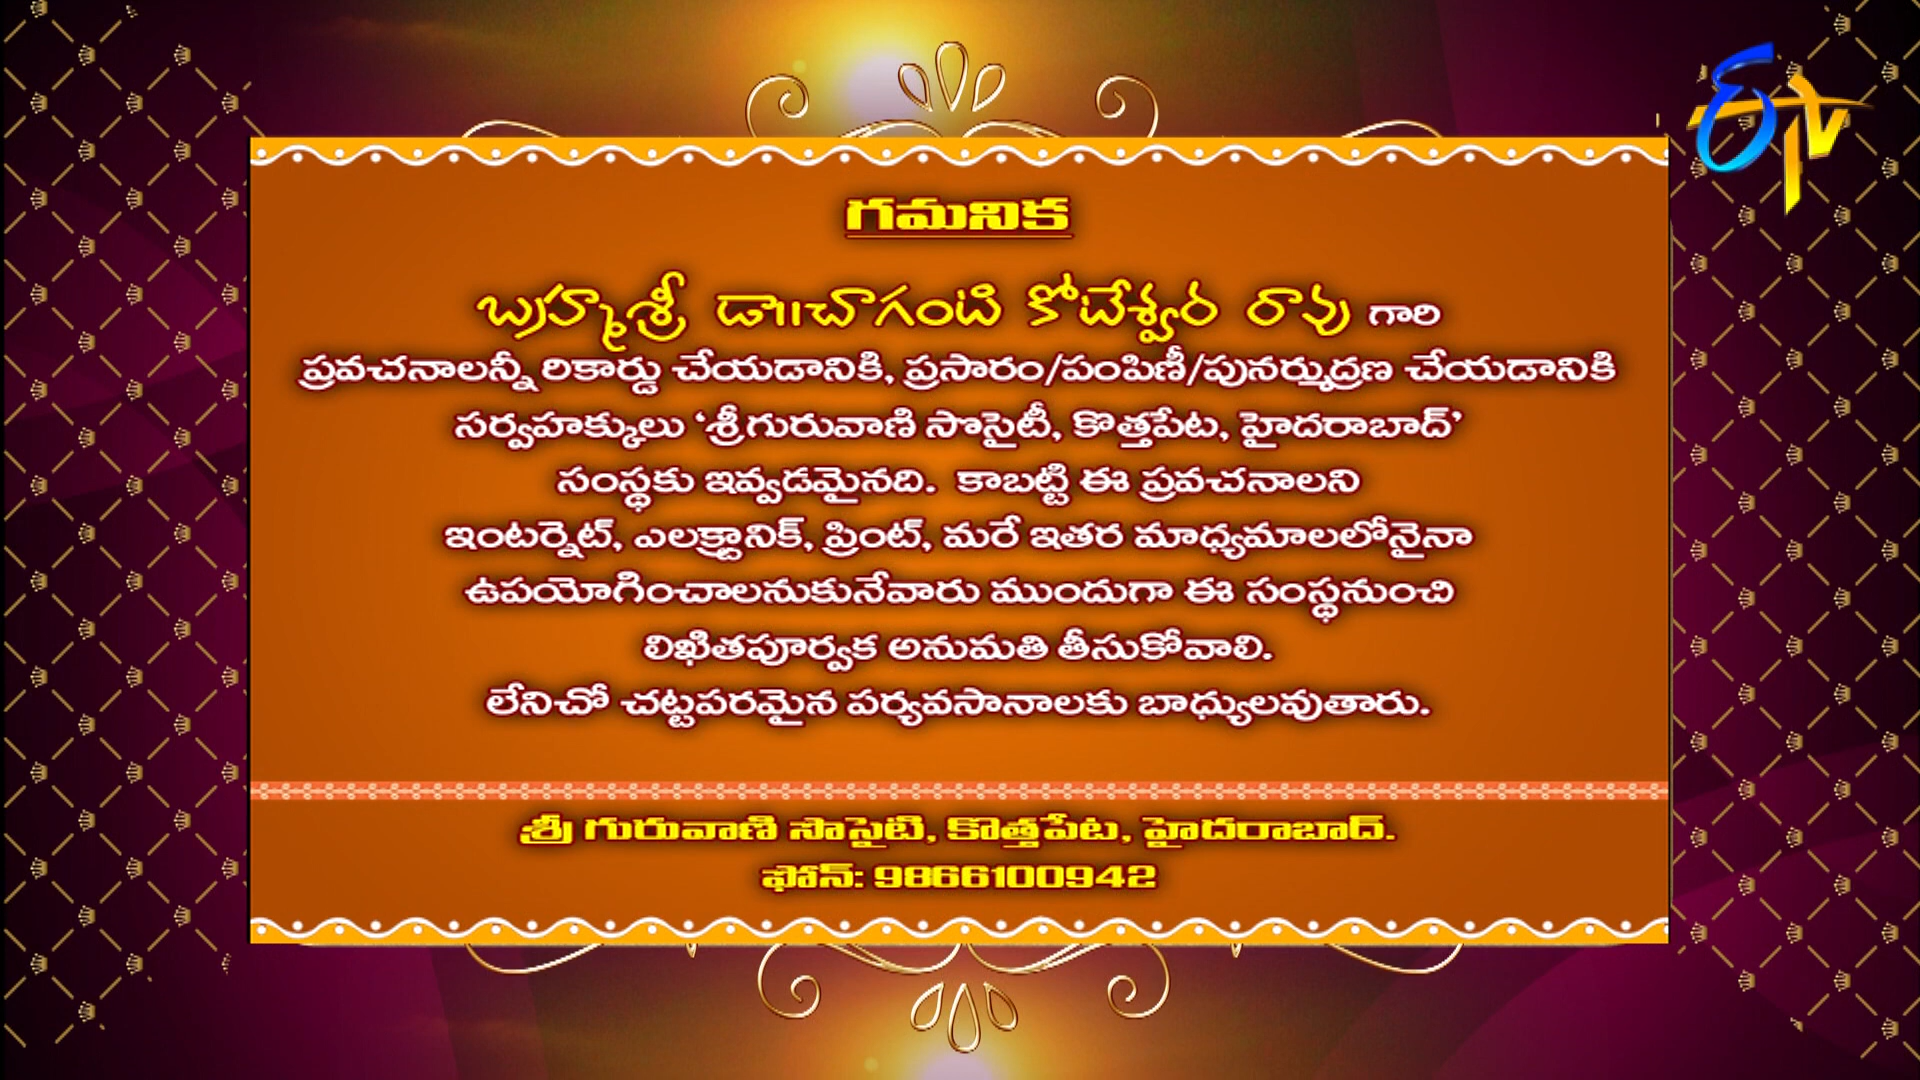 ETV
గమనిక
బ్రహ్మశ్రీ డా॥చాగంటి కోటేశ్వర రావు గారి
ప్రవచనాలన్నీ రికార్డు చేయడానికి, ప్రసారం/పంపిణీ/పునర్ముద్రణ చేయడానికి
సర్వహక్కులు ‘శ్రీగురువాణి సొసైటీ, కొత్తపేట, హైదరాబాద్’
సంస్థకు ఇవ్వడమైనది. కాబట్టి ఈ ప్రవచనాలని
ఇంటర్నెట్, ఎలక్ట్రానిక్, ప్రింట్, మరే ఇతర మాధ్యమాలలోనైనా
ఉపయోగించాలనుకునేవారు ముందుగా ఈ సంస్థనుంచి
లిఖితపూర్వక అనుమతి తీసుకోవాలి.
లేనిచో చట్టపరమైన పర్యవసానాలకు బాధ్యులవుతారు.
శ్రీ గురువాణి సొసైటి, కొత్తపేట, హైదరాబాద్.
ఫోన్: 9866100942